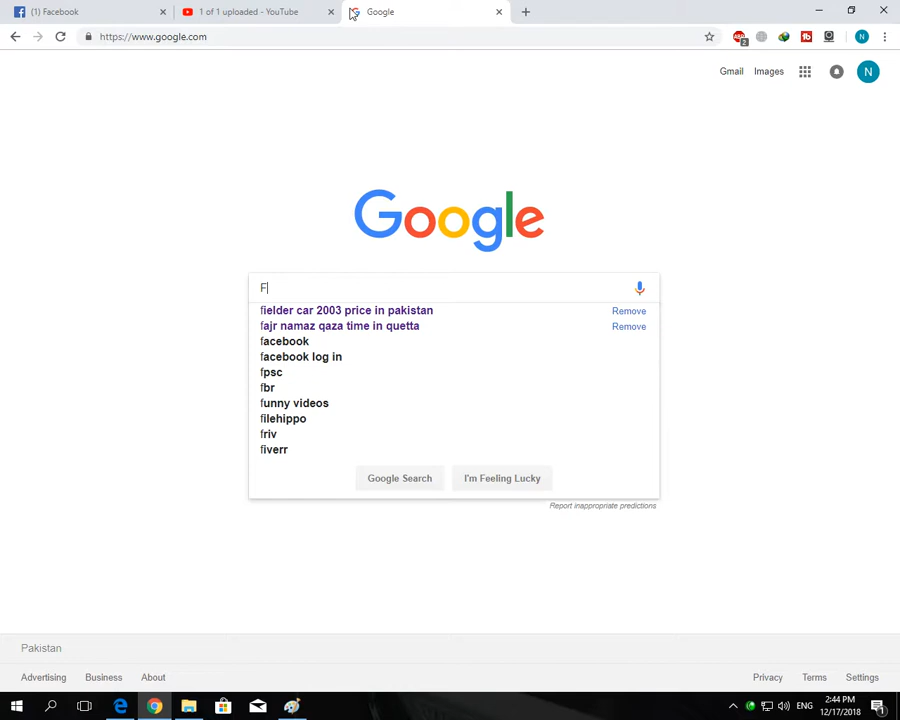 (1) Facebook
1 of 1 uploaded - YouTube
Google
https://www.google.com
2
N
Gmail
Images
N
Google
F
fielder car 2003 price in pakistan
Remove
fajr namaz qaza time in quetta
Remove
facebook
facebook log in
fpsc
fbr
funny videos
filehippo
friv
fiverr
Google Search
I'm Feeling Lucky
Report inappropriate predictions
Pakistan
Advertising
Business
About
Privacy
Terms
Settings
ENG
2:44 PM
12/17/2018
1